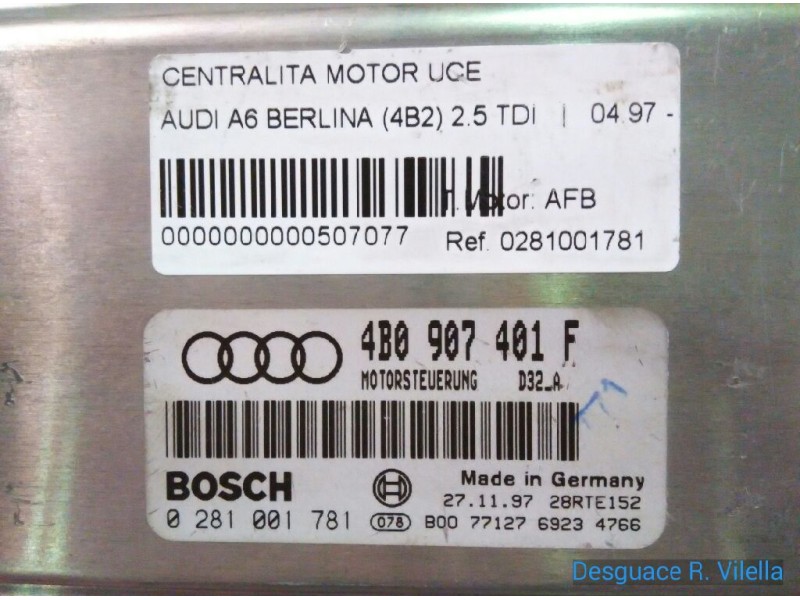 CENTRALITA MOTOR UCE
AUDI A6 BERLINA (4B2) 2.5 TDI | 04.97 -
T.Motor: AFB
0000000000507077
Ref. 0281001781
4B0 907 401 F
MOTORSTEUERUNG D32_A
BOSCH
Made in Germany
27.11.97 28RTE152
0 281 001 781 078 B00 77127 6923 4766
Desguace R. Vilella